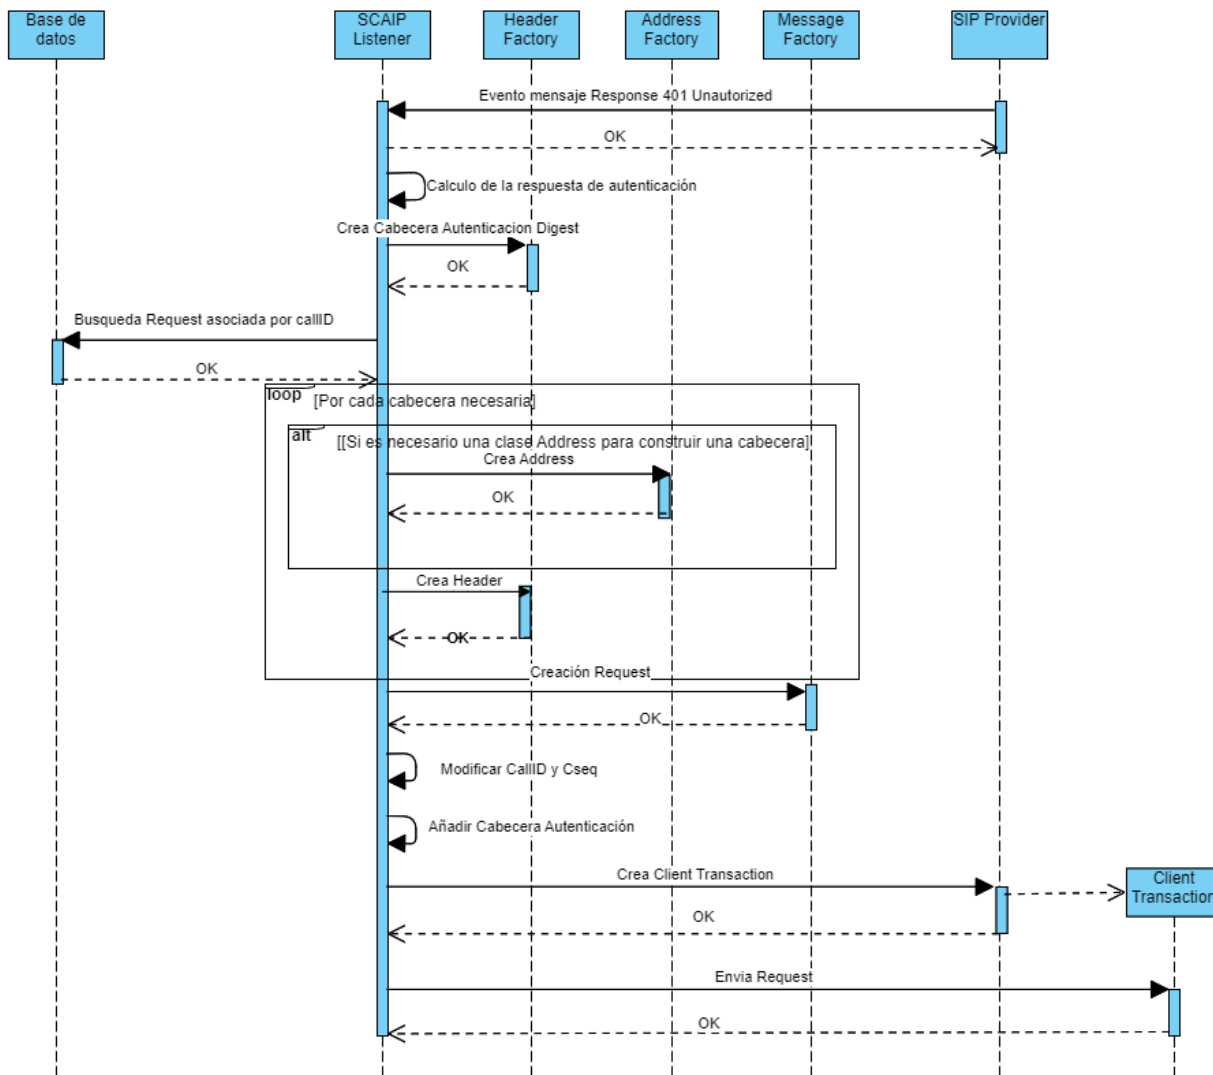 Base de
datos
SCAIP
Listener
Header
Factory
Address
Factory
Message
Factory
SIP Provider
Evento mensaje Response 401 Unautorized
OK
Calculo de la respuesta de autenticación
Crea Cabecera Autenticacion Digest
OK
Busqueda Request asociada por callID
OK
loop
[Por cada cabecera necesaria]
alt
[[Si es necesario una clase Address para construir una cabecera]
Crea Address
OK
Crea Header
OK
Creación Request
OK
Modificar CallID y Cseq
Añadir Cabecera Autenticación
Crea Client Transaction
Client
Transaction
OK
Envia Request
OK